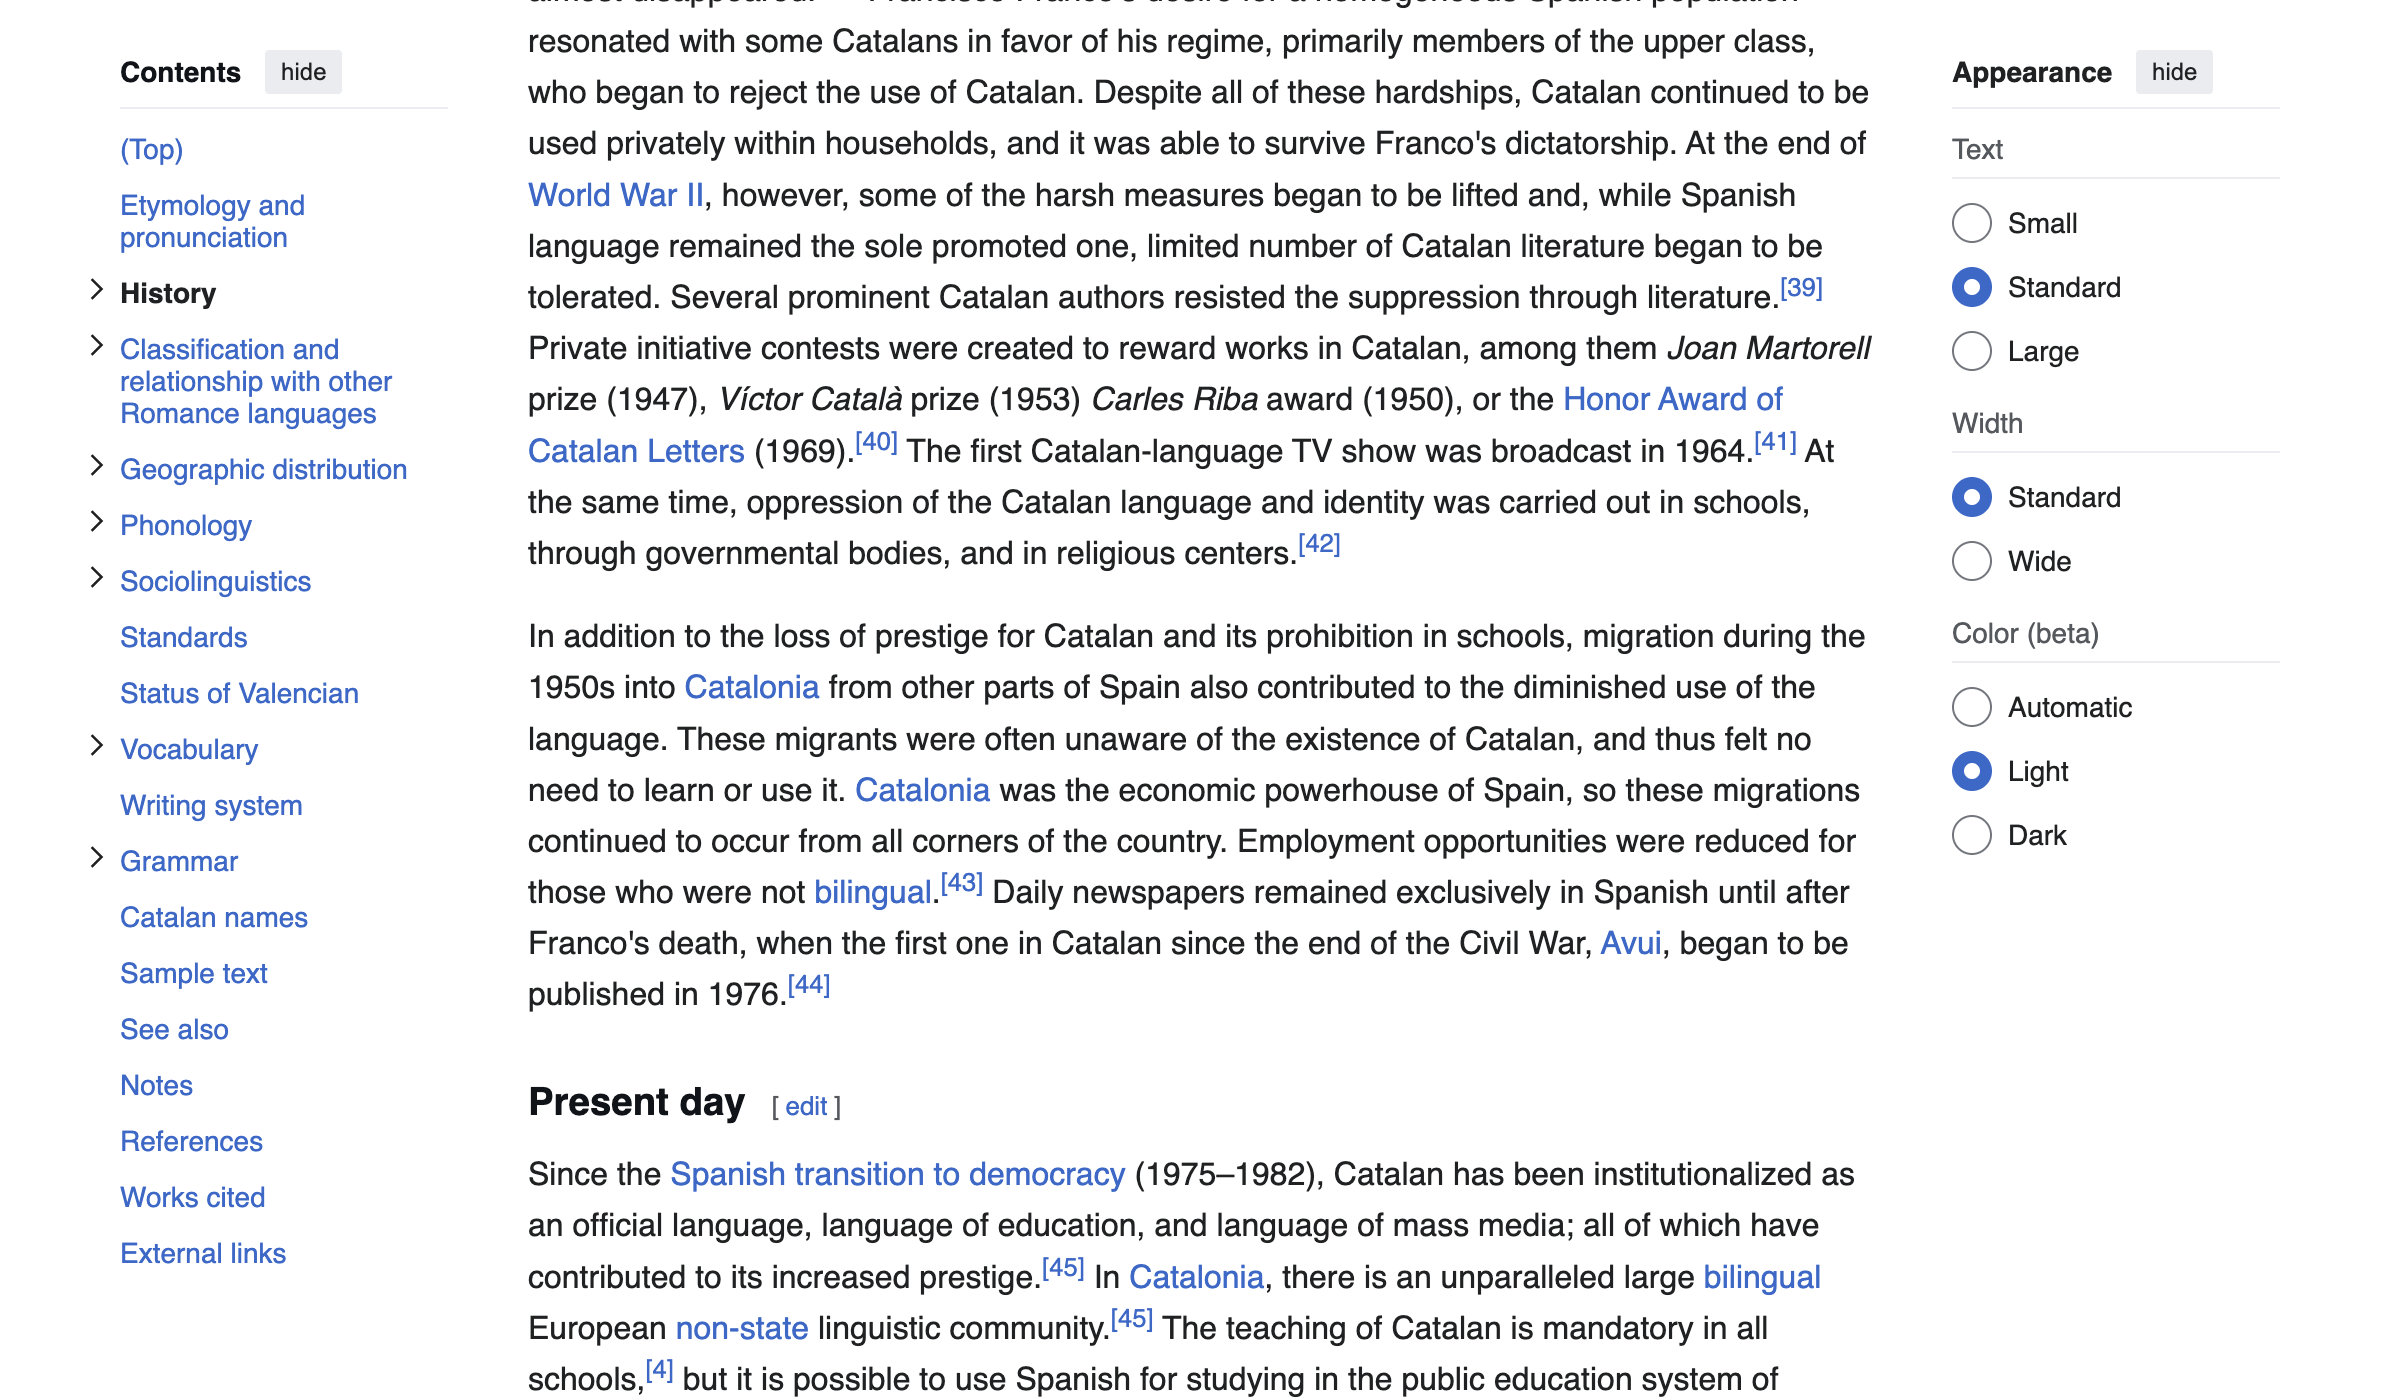 Contents hide
(Top)
Etymology and
pronunciation
History
Classification and
relationship with other
Romance languages
Geographic distribution
Phonology
Sociolinguistics
Standards
Status of Valencian
Vocabulary
Writing system
Grammar
Catalan names
Sample text
See also
Notes
References
Works cited
External links
almost disappeared. Francisco Franco's desire for a homogeneous Spanish population
resonated with some Catalans in favor of his regime, primarily members of the upper class,
who began to reject the use of Catalan. Despite all of these hardships, Catalan continued to be
used privately within households, and it was able to survive Franco's dictatorship. At the end of
World War II, however, some of the harsh measures began to be lifted and, while Spanish
language remained the sole promoted one, limited number of Catalan literature began to be
tolerated. Several prominent Catalan authors resisted the suppression through literature.[39]
Private initiative contests were created to reward works in Catalan, among them Joan Martorell
prize (1947), Víctor Català prize (1953) Carles Riba award (1950), or the Honor Award of
Catalan Letters (1969).[40] The first Catalan-language TV show was broadcast in 1964.[41] At
the same time, oppression of the Catalan language and identity was carried out in schools,
through governmental bodies, and in religious centers.[42]
In addition to the loss of prestige for Catalan and its prohibition in schools, migration during the
1950s into Catalonia from other parts of Spain also contributed to the diminished use of the
language. These migrants were often unaware of the existence of Catalan, and thus felt no
need to learn or use it. Catalonia was the economic powerhouse of Spain, so these migrations
continued to occur from all corners of the country. Employment opportunities were reduced for
those who were not bilingual.[43] Daily newspapers remained exclusively in Spanish until after
Franco's death, when the first one in Catalan since the end of the Civil War, Avui, began to be
published in 1976.[44]
Present day [ edit ]
Since the Spanish transition to democracy (1975–1982), Catalan has been institutionalized as
an official language, language of education, and language of mass media; all of which have
contributed to its increased prestige.[45] In Catalonia, there is an unparalleled large bilingual
European non-state linguistic community.[45] The teaching of Catalan is mandatory in all
schools,[4] but it is possible to use Spanish for studying in the public education system of
Appearance hide
Text
Small
Standard
Large
Width
Standard
Wide
Color (beta)
Automatic
Light
Dark